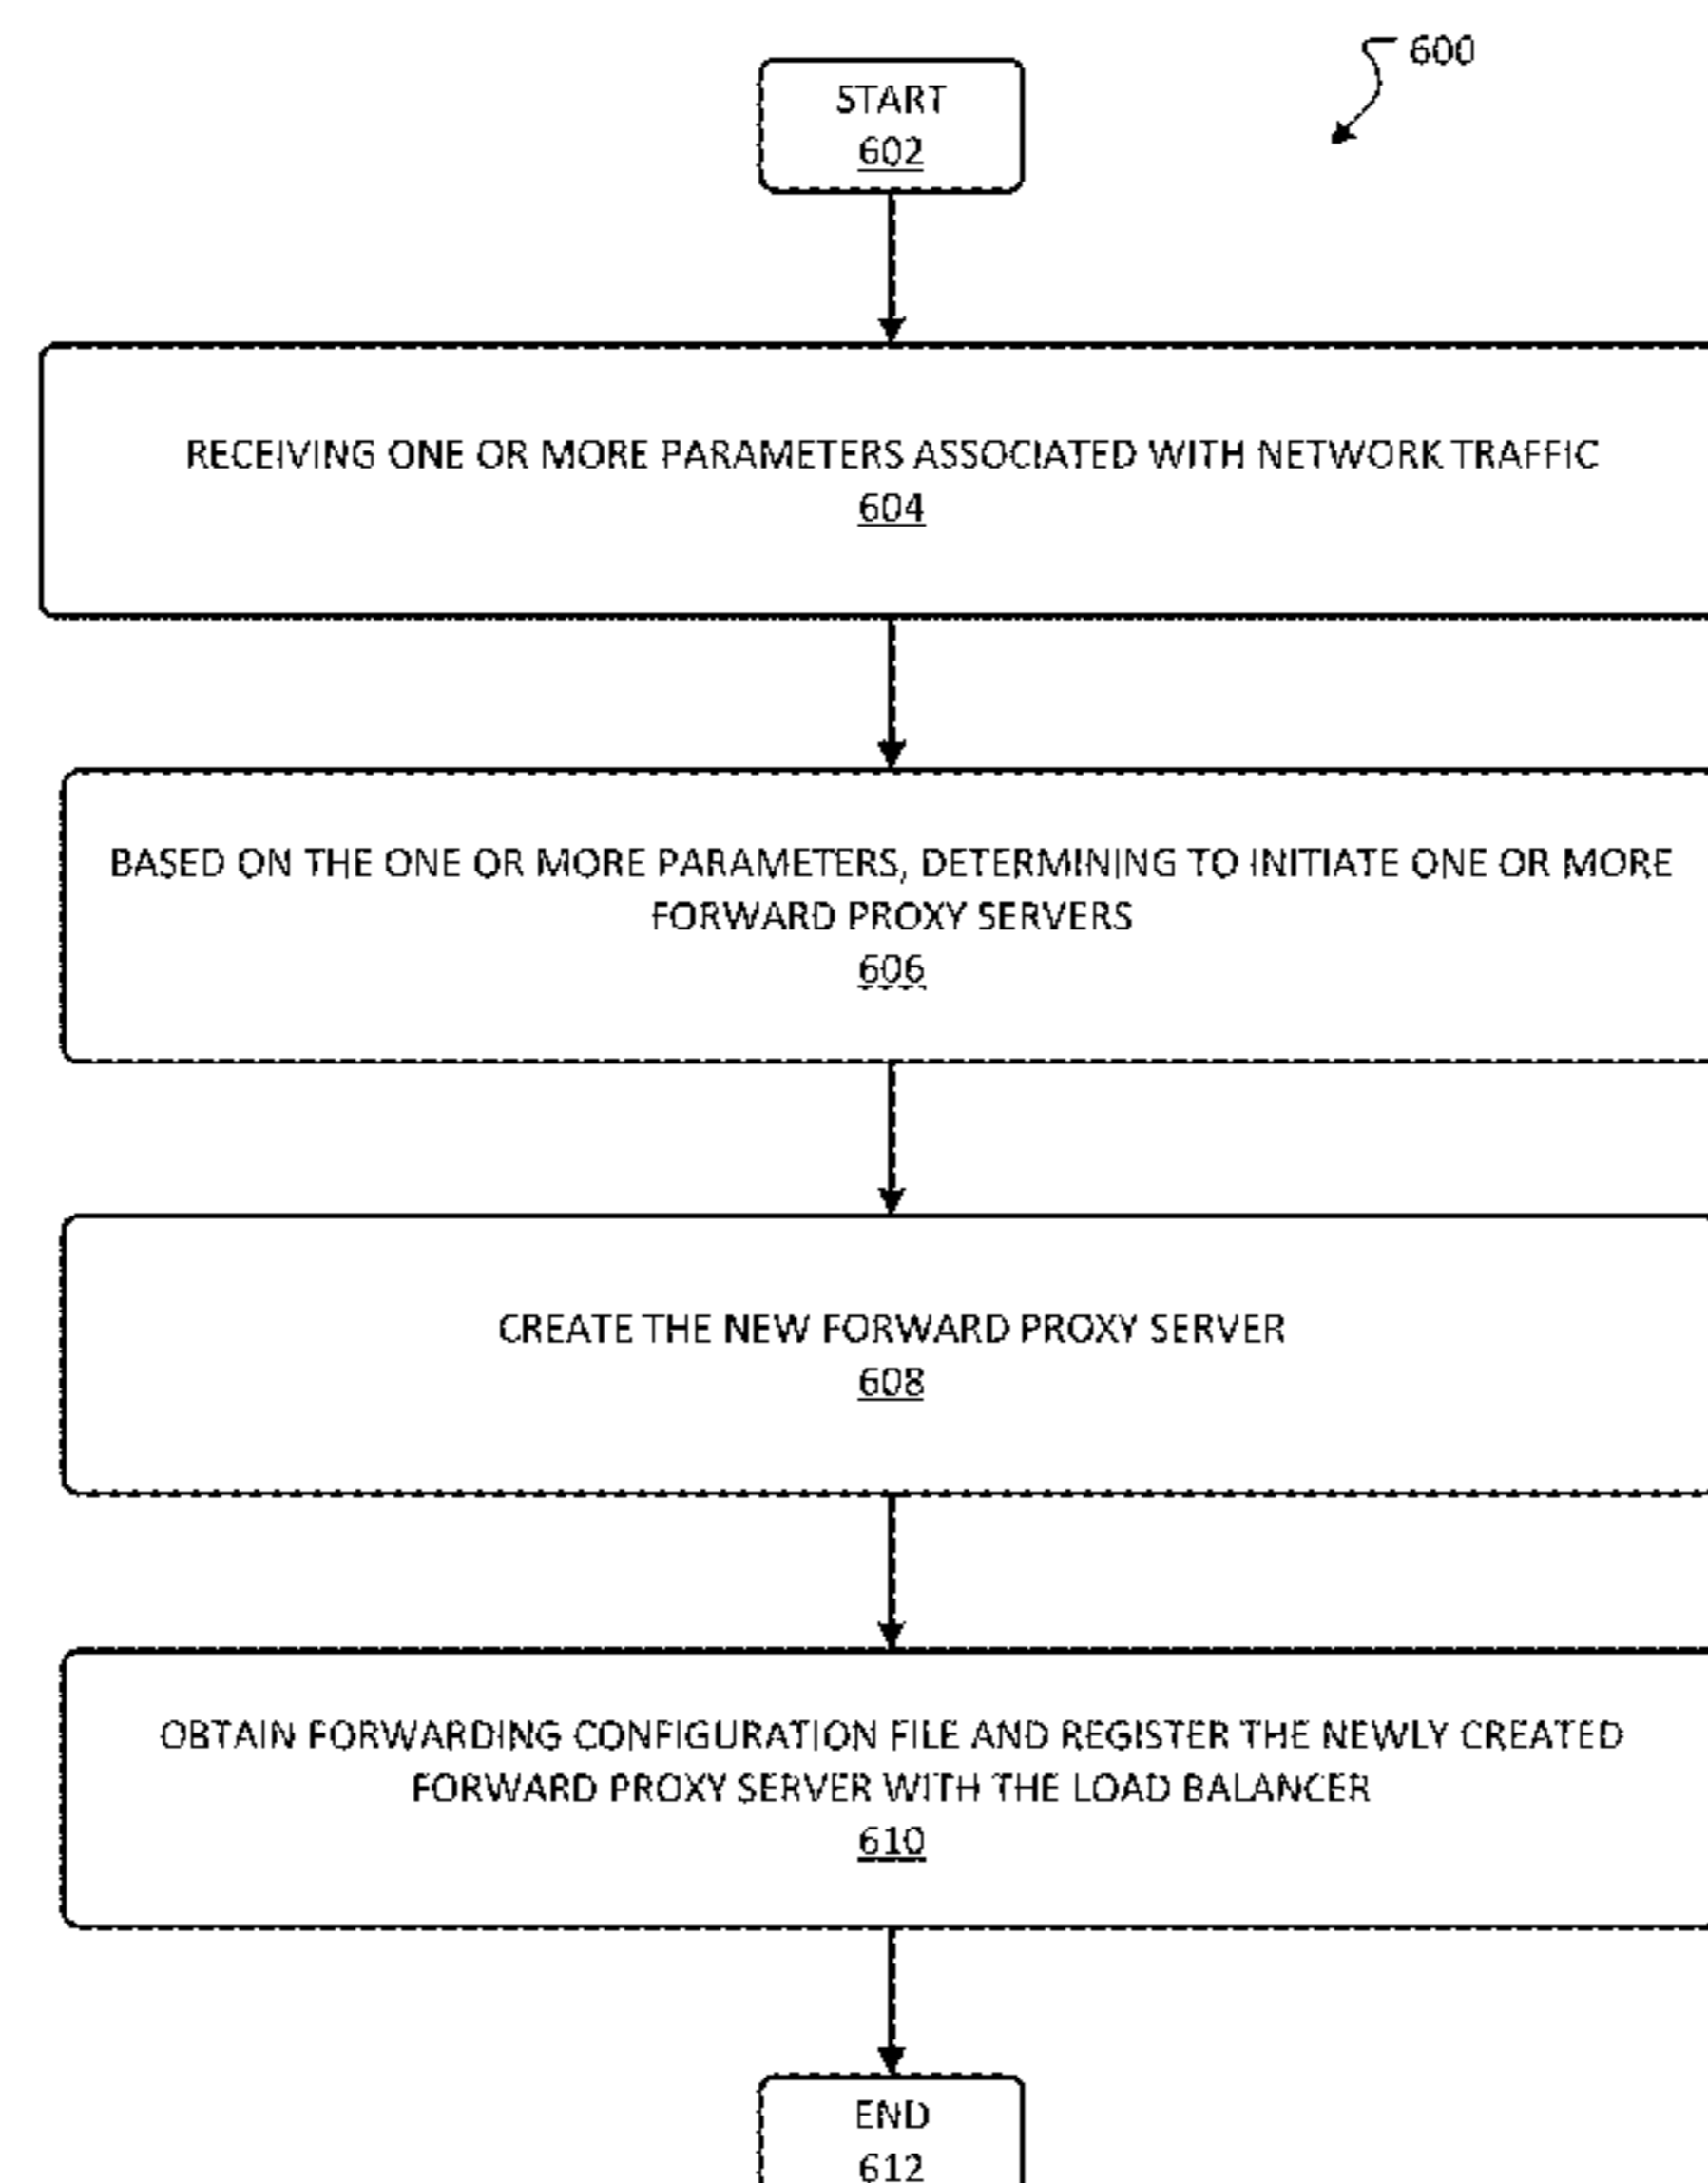 600
START
602
RECEIVING ONE OR MORE PARAMETERS ASSOCIATED WITH NETWORK TRAFFIC
604
BASED ON THE ONE OR MORE PARAMETERS, DETERMINING TO INITIATE ONE OR MORE
FORWARD PROXY SERVERS
606
CREATE THE NEW FORWARD PROXY SERVER
608
OBTAIN FORWARDING CONFIGURATION FILE AND REGISTER THE NEWLY CREATED
FORWARD PROXY SERVER WITH THE LOAD BALANCER
610
END
612